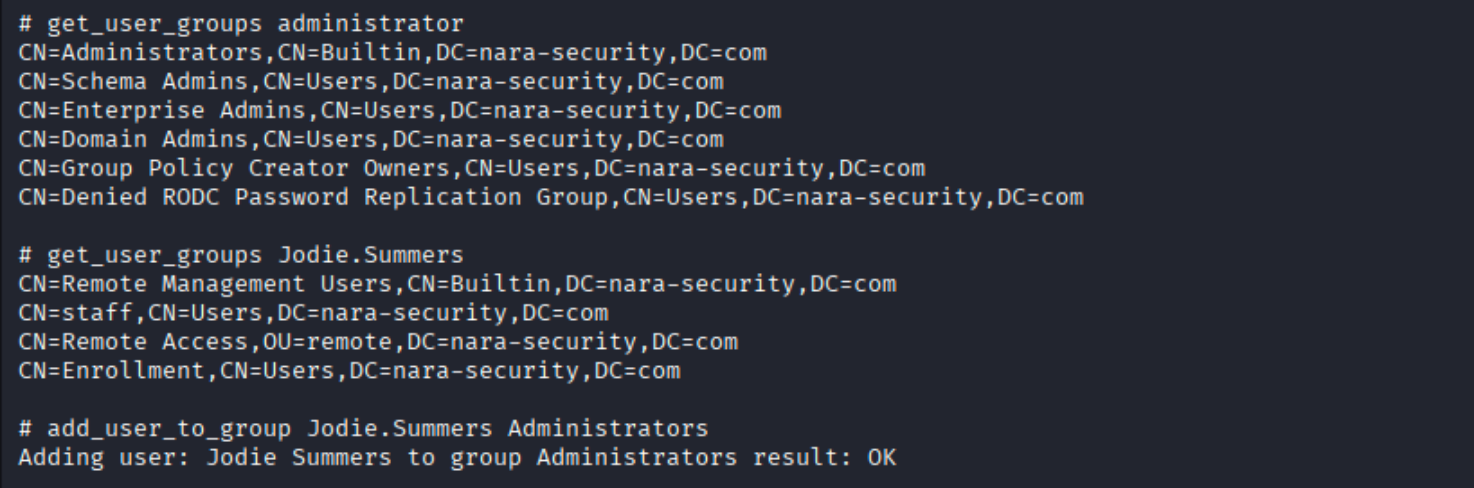 # get_user_groups administrator
CN=Administrators,CN=Builtin,DC=nara-security,DC=com
CN=Schema Admins,CN=Users,DC=nara-security,DC=com
CN=Enterprise Admins,CN=Users,DC=nara-security,DC=com
CN=Domain Admins,CN=Users,DC=nara-security,DC=com
CN=Group Policy Creator Owners,CN=Users,DC=nara-security,DC=com
CN=Denied RODC Password Replication Group,CN=Users,DC=nara-security,DC=com
# get_user_groups Jodie.Summers
CN=Remote Management Users,CN=Builtin,DC=nara-security,DC=com
CN=staff,CN=Users,DC=nara-security,DC=com
CN=Remote Access,OU=remote,DC=nara-security,DC=com
CN=Enrollment,CN=Users,DC=nara-security,DC=com
# add_user_to_group Jodie.Summers Administrators
Adding user: Jodie Summers to group Administrators result: OK